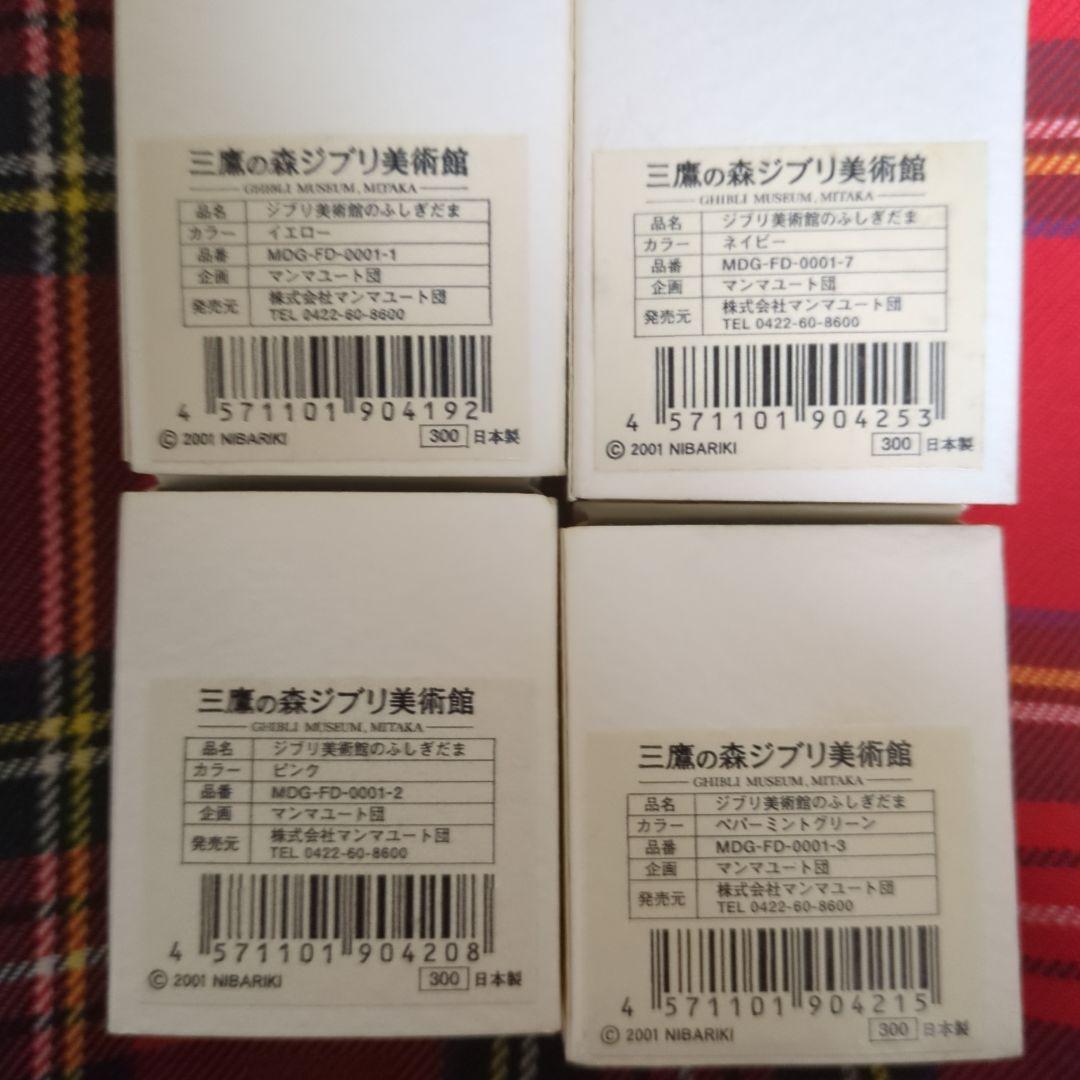 三鷹の森ジブリ美術館
GHIBLI MUSEUM, MITAKA
品名 ジブリ美術館のふしぎだま
カラー イエロー
品番 MDG-FD-0001-1
企画 マンマユート団
発売元 株式会社マンマユート団
TEL 0422-60-8600
4 571101 904192
© 2001 NIBARIKI 300 日本製
三鷹の森ジブリ美術館
GHIBLI MUSEUM, MITAKA
品名 ジブリ美術館のふしぎだま
カラー ネイビー
品番 MDG-FD-0001-7
企画 マンマユート団
発売元 株式会社マンマユート団
TEL 0422-60-8600
4 571101 904253
© 2001 NIBARIKI 300 日本製
三鷹の森ジブリ美術館
GHIBLI MUSEUM, MITAKA
品名 ジブリ美術館のふしぎだま
カラー ピンク
品番 MDG-FD-0001-2
企画 マンマユート団
発売元 株式会社マンマユート団
TEL 0422-60-8600
4 571101 904208
© 2001 NIBARIKI 300 日本製
三鷹の森ジブリ美術館
GHIBLI MUSEUM, MITAKA
品名 ジブリ美術館のふしぎだま
カラー ペパーミントグリーン
品番 MDG-FD-0001-3
企画 マンマユート団
発売元 株式会社マンマユート団
TEL 0422-60-8600
4 571101 904215
© 2001 NIBARIKI 300 日本製